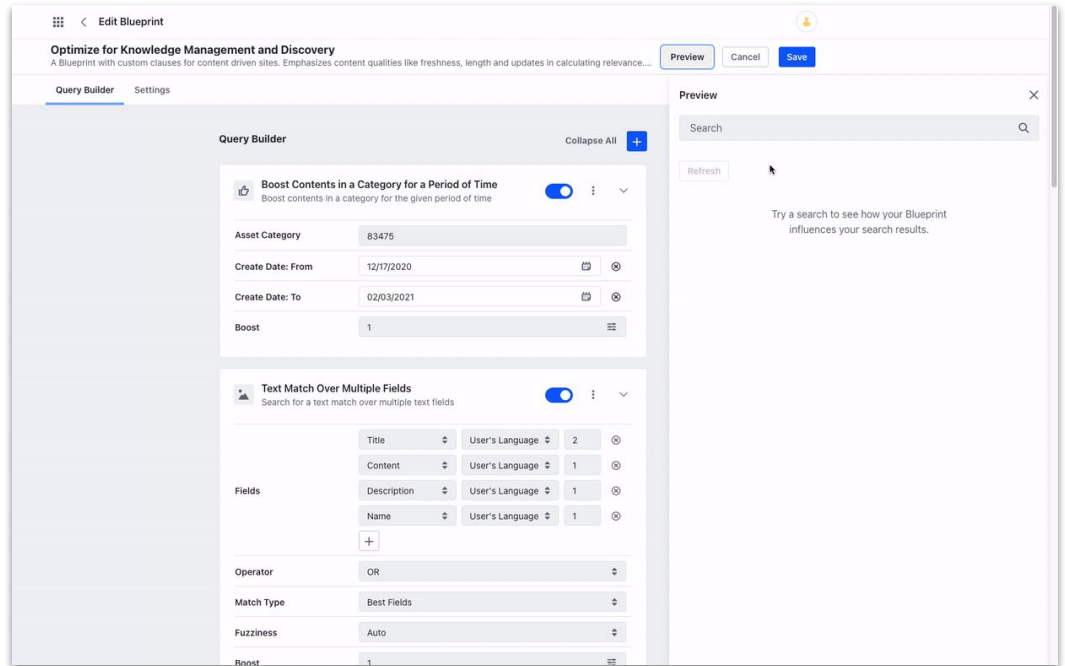 Edit Blueprint
Optimize for Knowledge Management and Discovery
A Blueprint with custom clauses for content driven sites. Emphasizes content qualities like freshness, length and updates in calculating relevance....
Preview
Cancel
Save
Query Builder
Settings
Preview
Search
Refresh
Try a search to see how your Blueprint
influences your search results.
Query Builder
Collapse All
Boost Contents in a Category for a Period of Time
Boost contents in a category for the given period of time
Asset Category
83475
Create Date: From
12/17/2020
Create Date: To
02/03/2021
Boost
1
Text Match Over Multiple Fields
Search for a text match over multiple text fields
Fields
Title User's Language 2
Content User's Language 1
Description User's Language 1
Name User's Language 1
Operator
OR
Match Type
Best Fields
Fuzziness
Auto
Boost
1